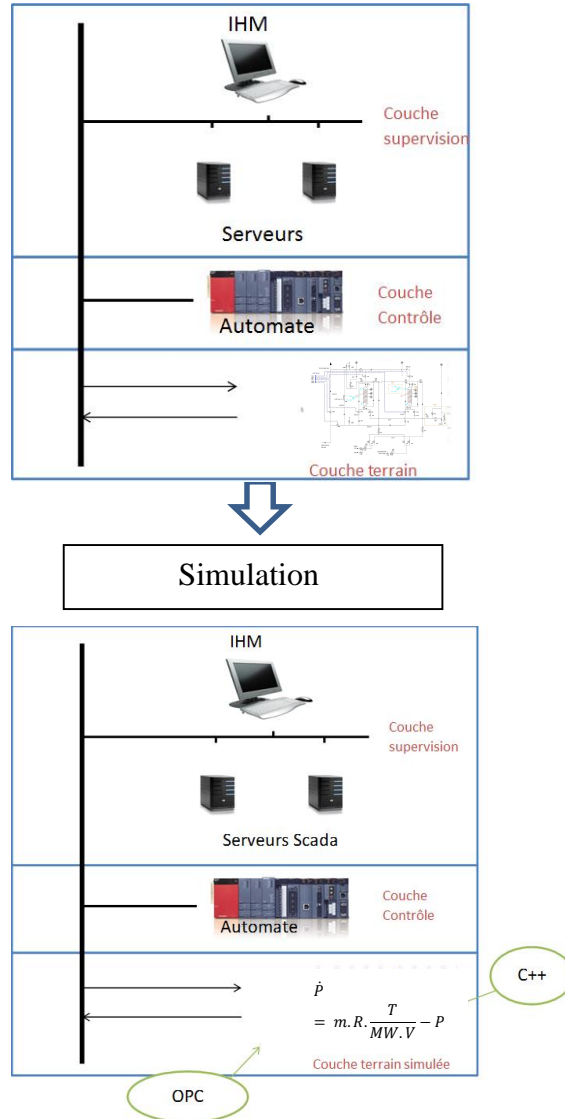 IHM
Couche
supervision
Serveurs
Couche
Contrôle
Automate
Couche terrain
Simulation
IHM
Couche
supervision
Serveurs Scada
Couche
Contrôle
Automate
C++
Ṗ
= m.R.T/MW.V − P
Couche terrain simulée
OPC